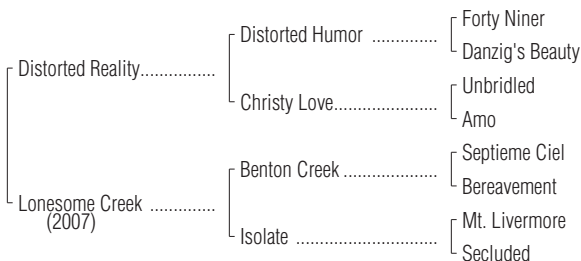 Forty Niner
Distorted Humor ..............
Danzig's Beauty
Distorted Reality................
Unbridled
Christy Love......................
Amo
Septieme Ciel
Benton Creek ....................
Bereavement
Lonesome Creek ..............
(2007)
Mt. Livermore
Isolate ..............................
Secluded